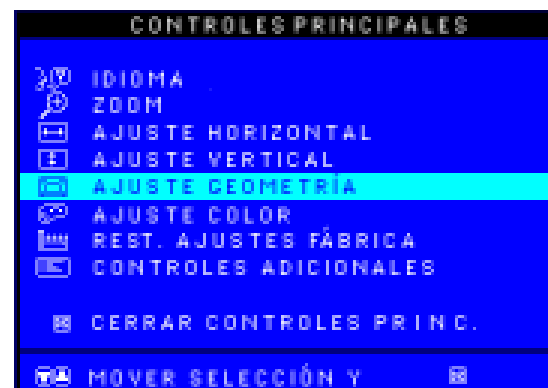 CONTROLES PRINCIPALES
IDIOMA
ZOOM
AJUSTE HORIZONTAL
AJUSTE VERTICAL
AJUSTE GEOMETRÍA
AJUSTE COLOR
REST. AJUSTES FÁBRICA
CONTROLES ADICIONALES
CERRAR CONTROLES PRINC.
MOVER SELECCIÓN Y